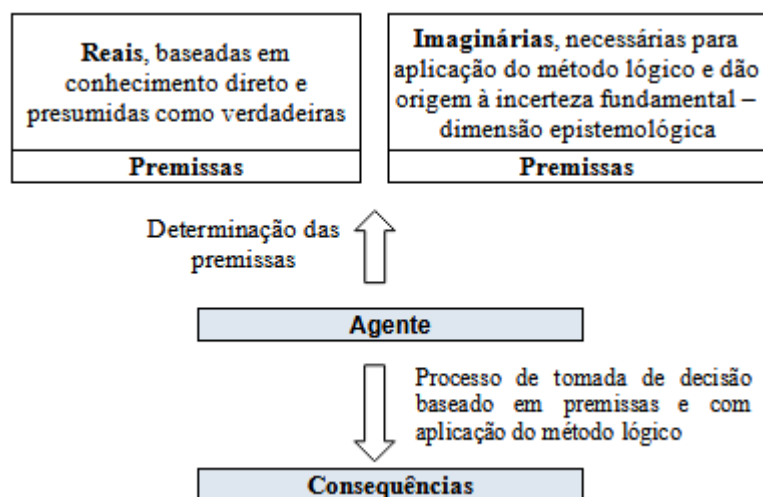 Reais, baseadas em
conhecimento direto e
presumidas como verdadeiras
Premissas
Imaginárias, necessárias para
aplicação do método lógico e dão
origem à incerteza fundamental –
dimensão epistemológica
Premissas
Determinação das
premissas
Agente
Processo de tomada de decisão
baseado em premissas e com
aplicação do método lógico
Consequências